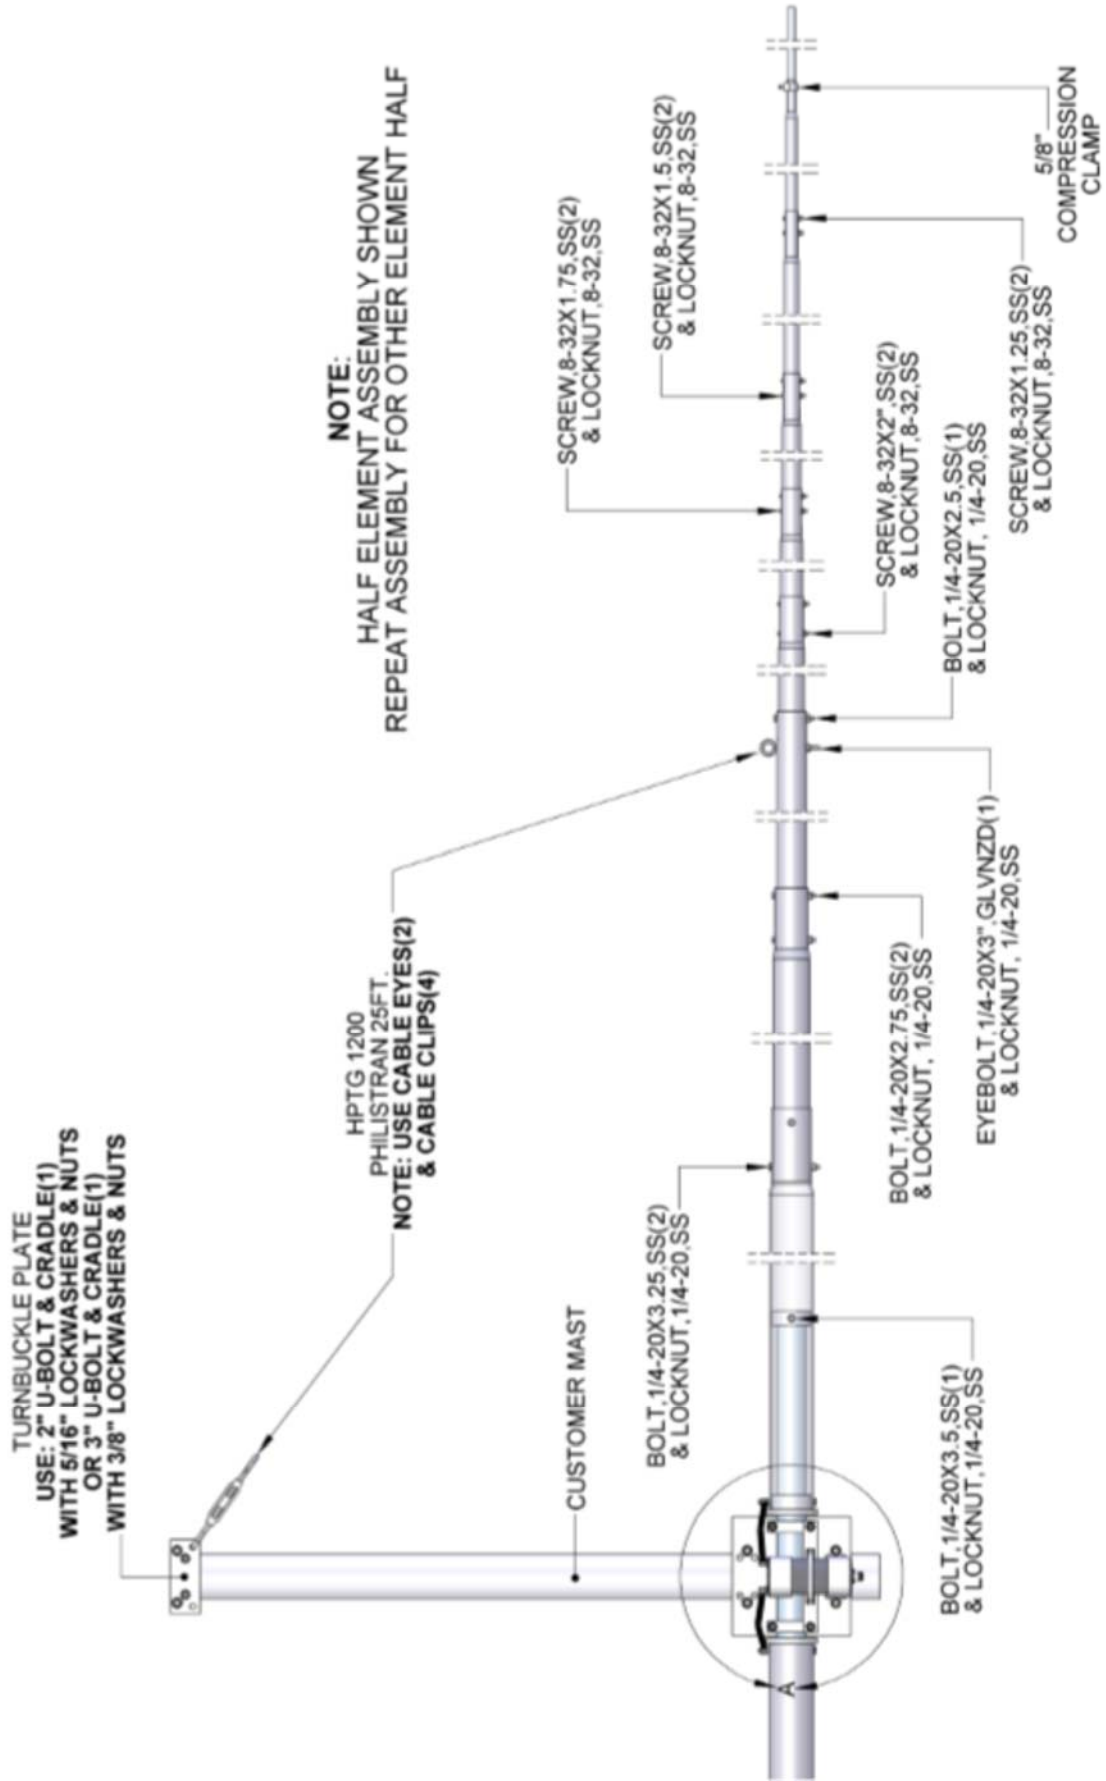 TURNBUCKLE PLATE
USE: 2" U-BOLT & CRADLE(1)
WITH 5/16" LOCKWASHERS & NUTS
OR 3" U-BOLT & CRADLE(1)
WITH 3/8" LOCKWASHERS & NUTS
HPTG 1200
PHILISTRAN 25FT.
NOTE: USE CABLE EYES(2)
& CABLE CLIPS(4)
NOTE:
HALF ELEMENT ASSEMBLY SHOWN
REPEAT ASSEMBLY FOR OTHER ELEMENT HALF
CUSTOMER MAST
BOLT,1/4-20X3.25,SS(2)
& LOCKNUT,1/4-20,SS
SCREW,8-32X1.75,SS(2)
& LOCKNUT,8-32,SS
SCREW,8-32X1.5,SS(2)
& LOCKNUT,8-32,SS
A
BOLT,1/4-20X3.5,SS(1)
& LOCKNUT,1/4-20,SS
BOLT,1/4-20X2.75,SS(2)
& LOCKNUT, 1/4-20,SS
EYEBOLT,1/4-20X3",GLVNZD(1)
& LOCKNUT, 1/4-20,SS
BOLT,1/4-20X2.5,SS(1)
& LOCKNUT, 1/4-20,SS
SCREW,8-32X2",SS(2)
& LOCKNUT,8-32,SS
SCREW,8-32X1.25,SS(2)
& LOCKNUT,8-32,SS
5/8"
COMPRESSION
CLAMP